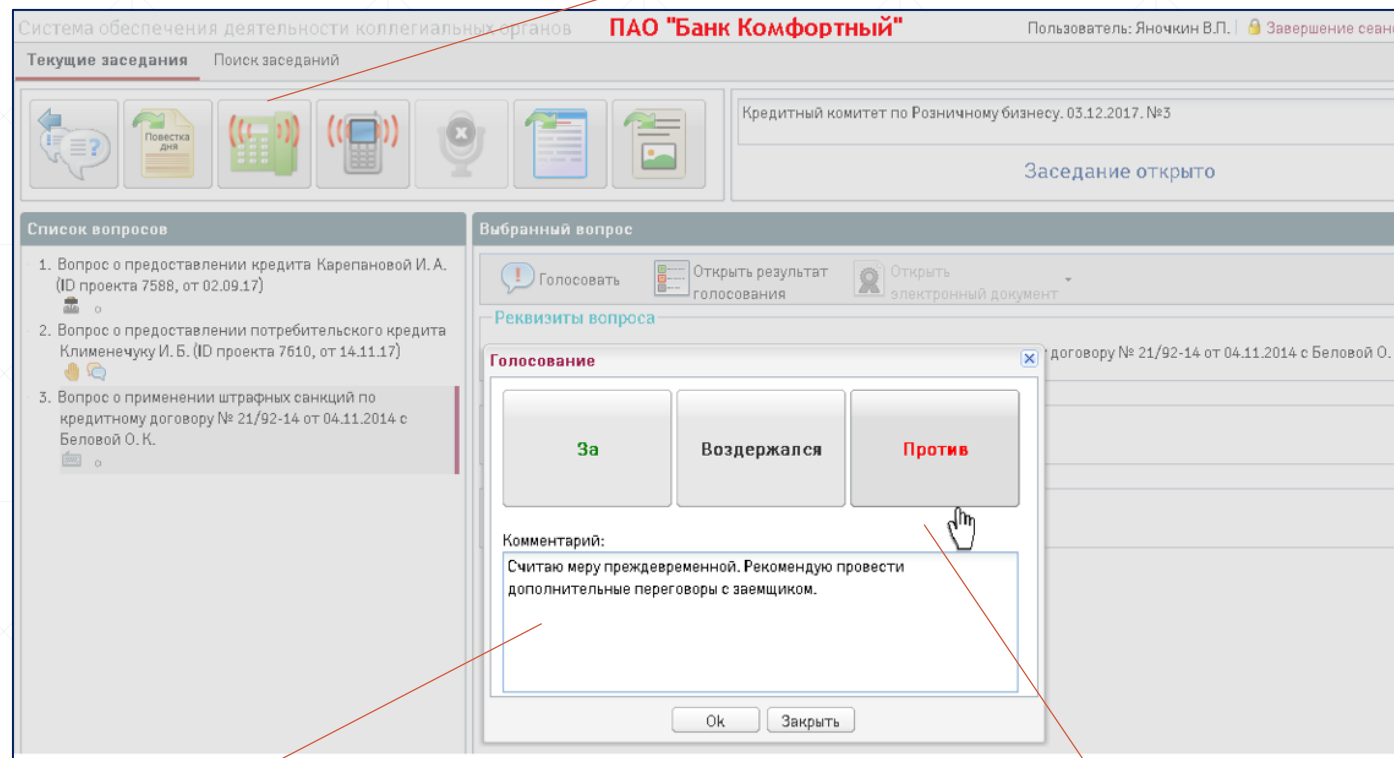 Система обеспечения деятельности коллегиальных органов
ПАО "Банк Комфортный"
Пользователь: Яночкин В.П.
Завершение сеан
Текущие заседания
Поиск заседаний
Повестка
дня
Кредитный комитет по Розничному бизнесу. 03.12.2017. №3
Заседание открыто
Список вопросов
1. Вопрос о предоставлении кредита Карепановой И. А.
(ID проекта 7588, от 02.09.17)
2. Вопрос о предоставлении потребительского кредита
Клименечуку И. Б. (ID проекта 7610, от 14.11.17)
3. Вопрос о применении штрафных санкций по
кредитному договору № 21/92-14 от 04.11.2014 с
Беловой О. К.
Выбранный вопрос
Голосовать
Открыть результат
голосования
Открыть
электронный документ
Реквизиты вопроса
договору № 21/92-14 от 04.11.2014 с Беловой О.
Голосование
За
Воздержался
Против
Комментарий:
Считаю меру преждевременной. Рекомендую провести
дополнительные переговоры с заемщиком.
Ok
Закрыть